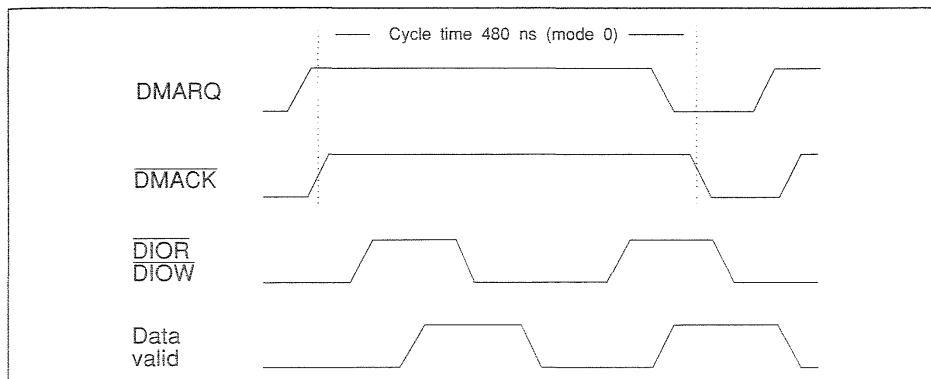 Cycle time 480 ns (mode 0)
DMARQ
DMACK
DIOR
DIOW
Data
valid